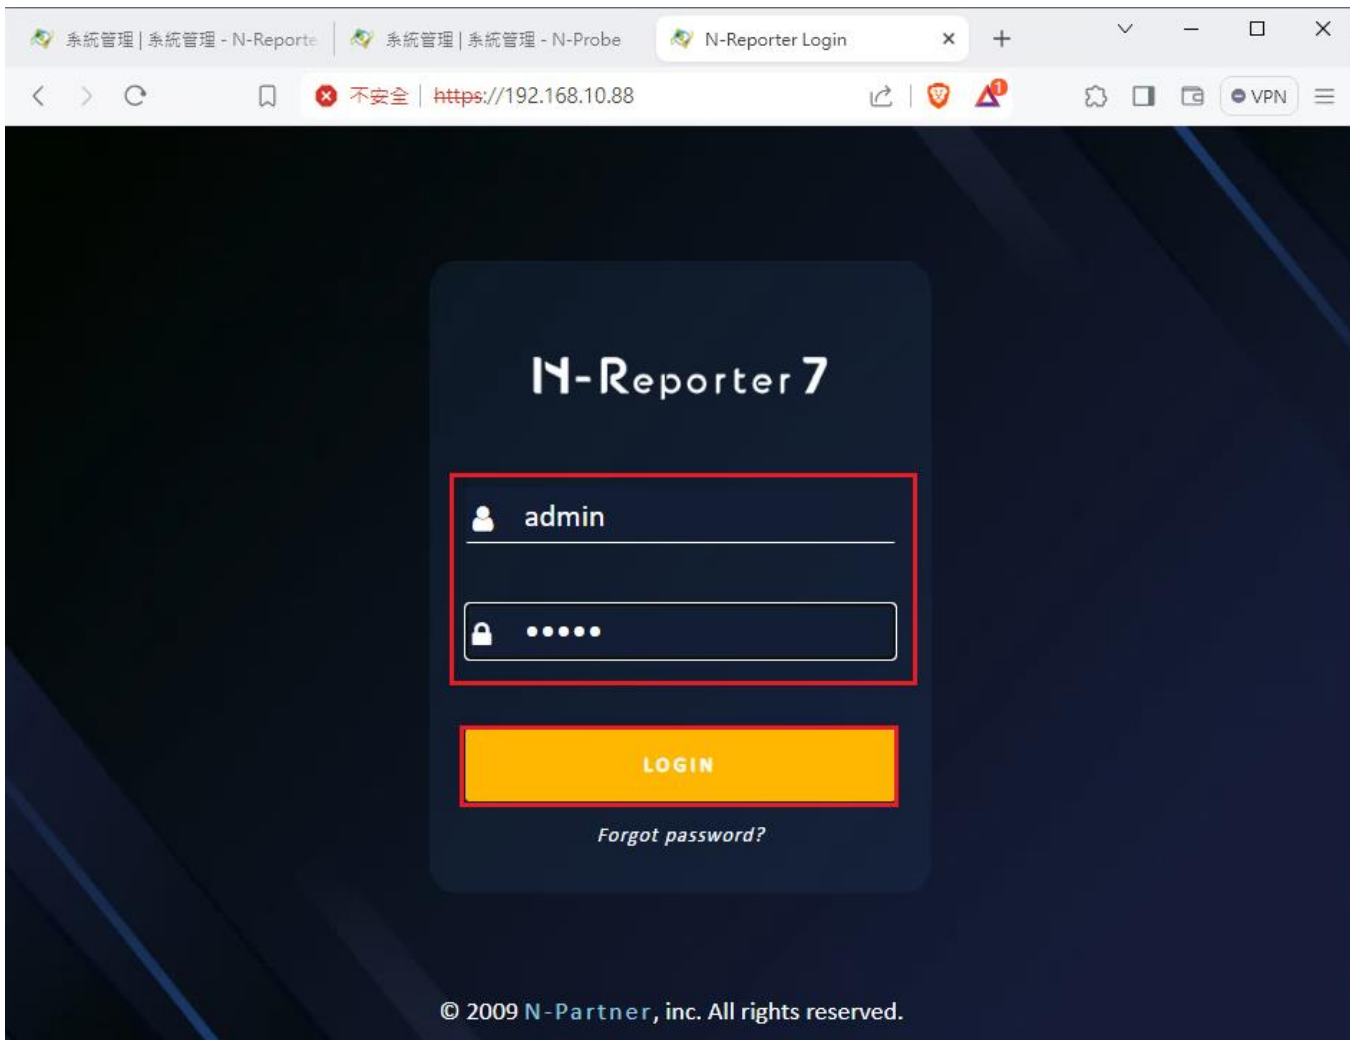 系統管理 | 系統管理 - N-Reporte
系統管理 | 系統管理 - N-Probe
N-Reporter Login
不安全
https://192.168.10.88
1
VPN
N-Reporter 7
admin
•••••
LOGIN
Forgot password?
© 2009 N-Partner, inc. All rights reserved.